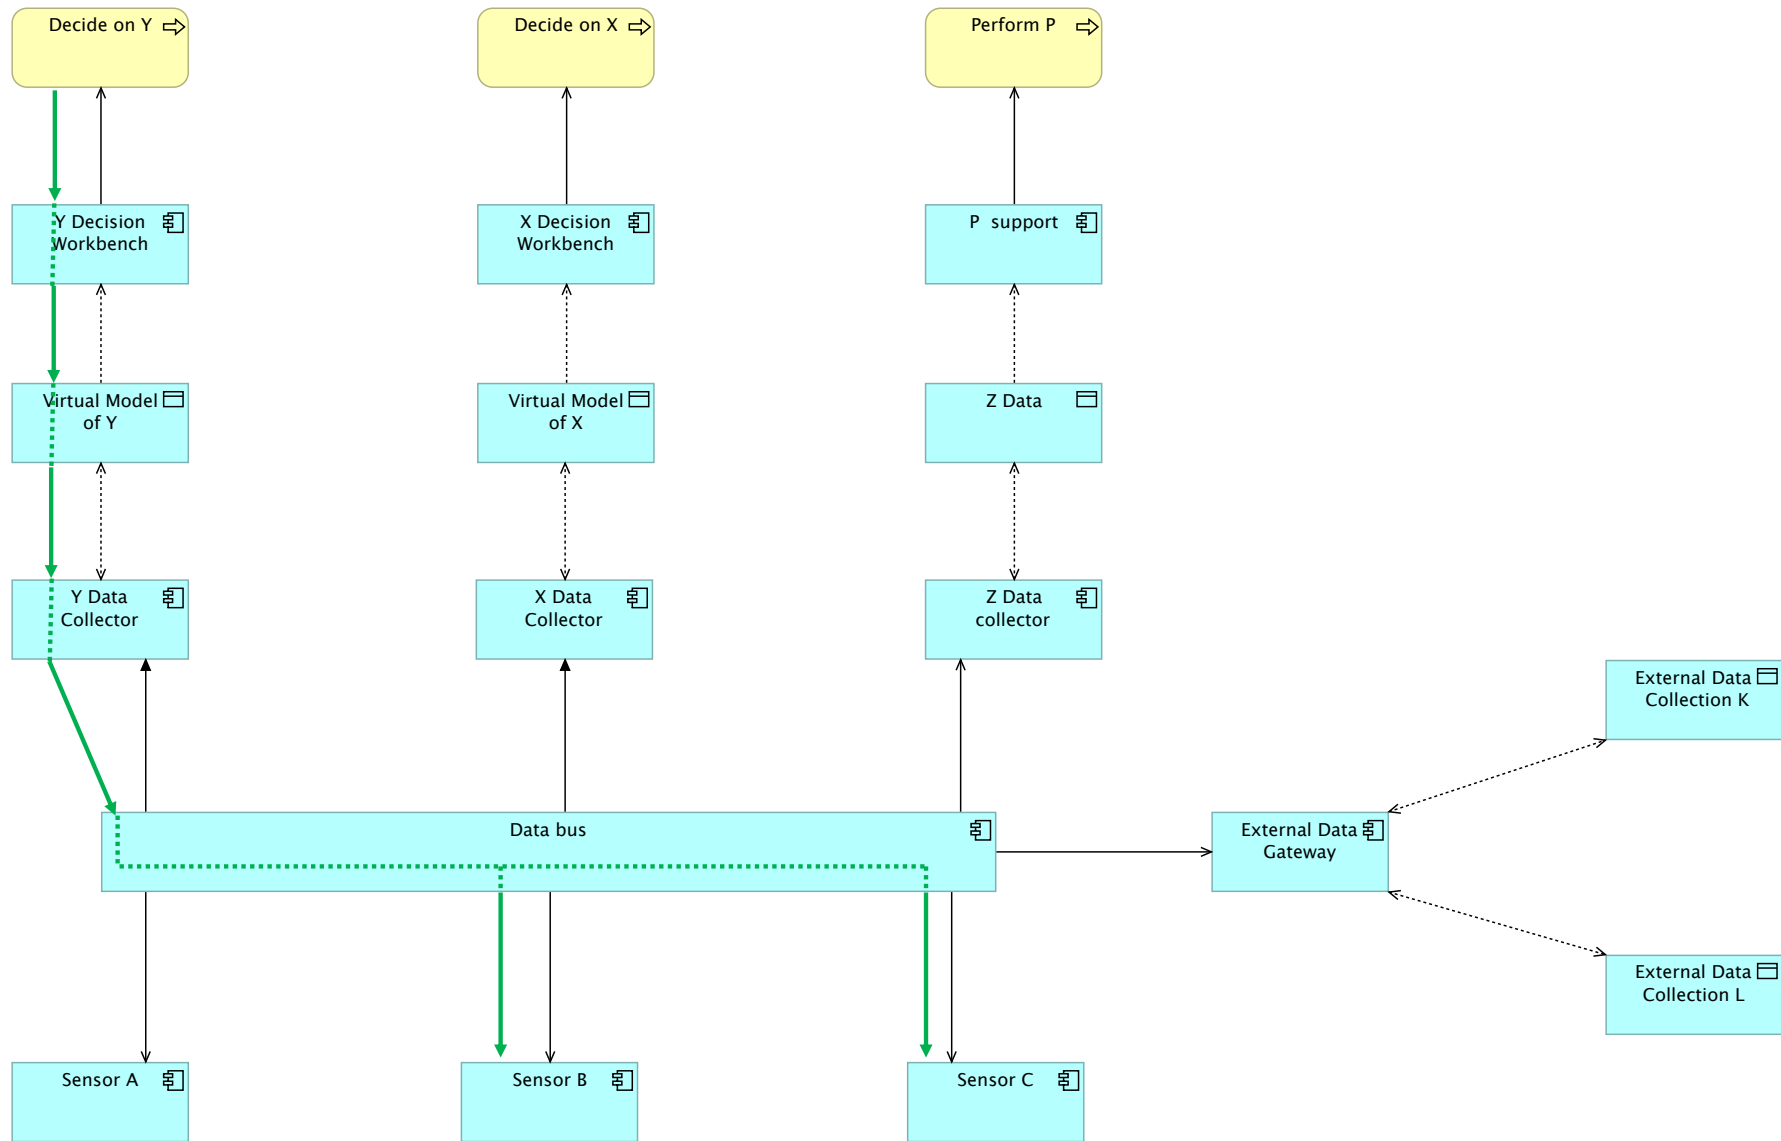 Decide on Y
Decide on X
Perform P
Y Decision
Workbench
X Decision
Workbench
P support
Virtual Model
of Y
Virtual Model
of X
Z Data
Y Data
Collector
X Data
Collector
Z Data
collector
External Data
Collection K
Data bus
External Data
Gateway
External Data
Collection L
Sensor A
Sensor B
Sensor C